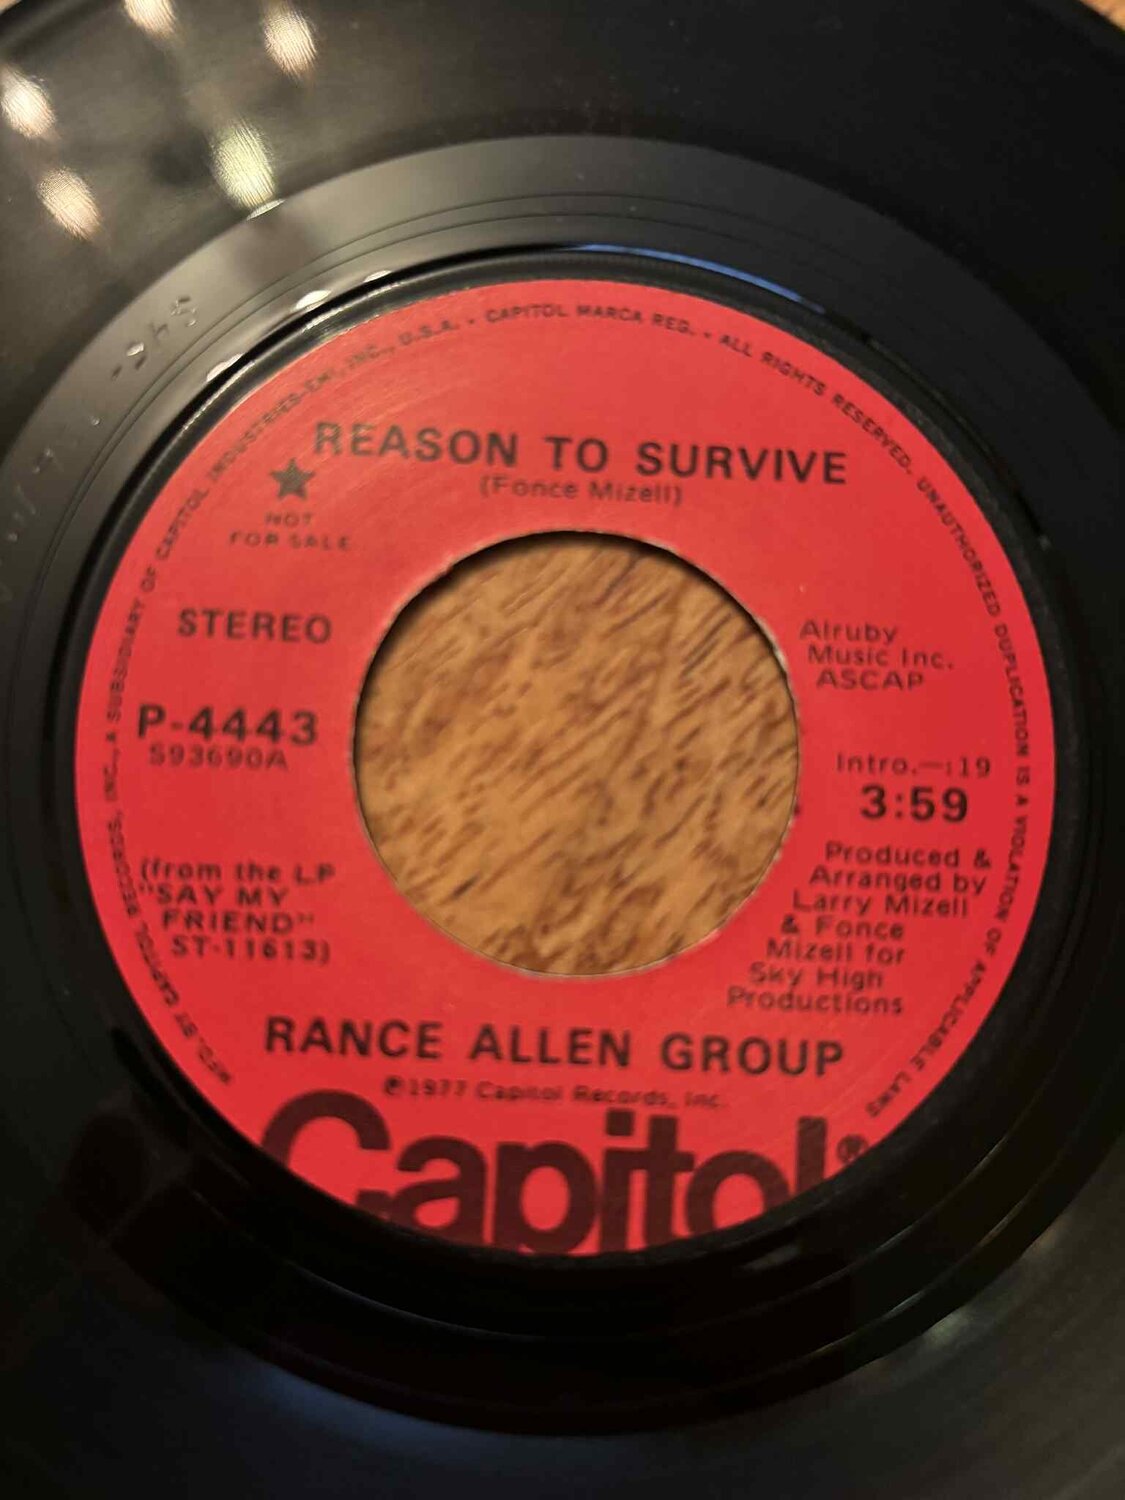 MFD. BY CAPITOL RECORDS, INC., A SUBSIDIARY OF CAPITOL INDUSTRIES-EMI, INC., U.S.A. • CAPITOL MARCA REG. • ALL RIGHTS RESERVED. UNAUTHORIZED DUPLICATION IS A VIOLATION OF APPLICABLE LAWS
REASON TO SURVIVE
(Fonce Mizell)
★
NOT
FOR SALE
STEREO
P-4443
S93690A
(from the LP
"SAY MY
FRIEND"
ST-11613)
Alruby
Music Inc.
ASCAP
Intro.—:19
3:59
Produced &
Arranged by
Larry Mizell
& Fonce
Mizell for
Sky High
Productions
RANCE ALLEN GROUP
℗1977 Capitol Records, Inc.
Capitol®